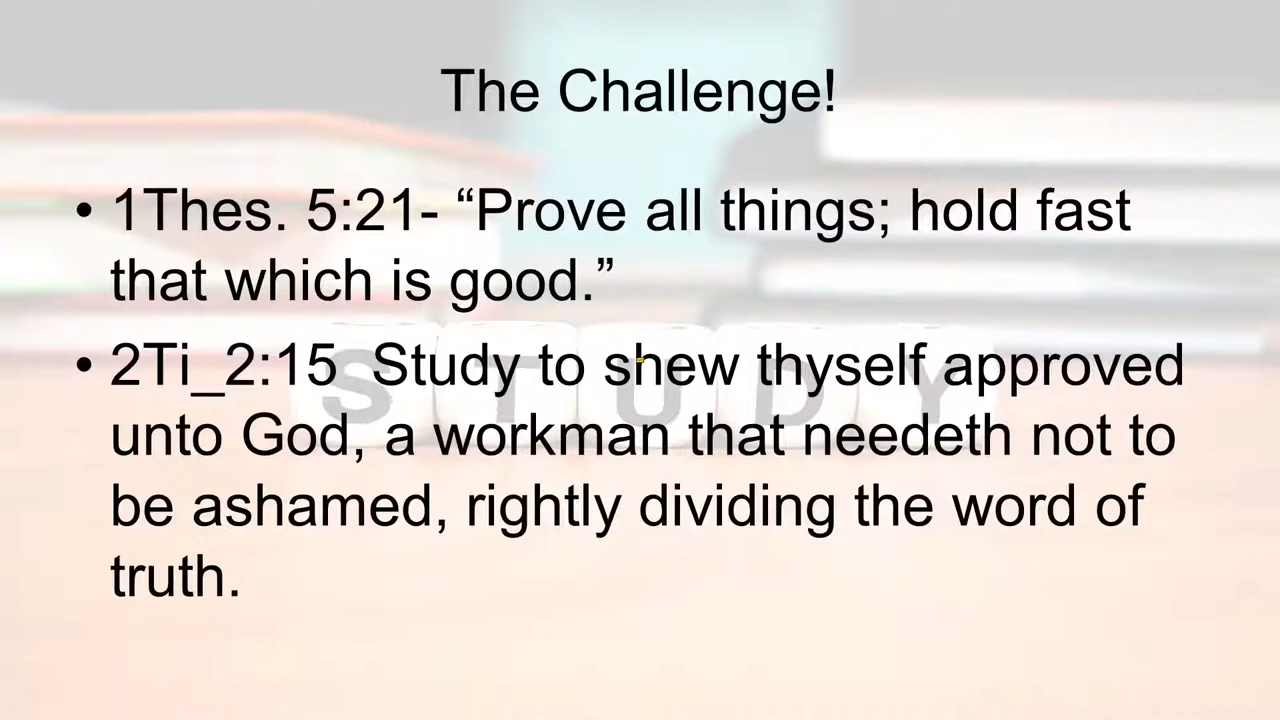 The Challenge!
• 1Thes. 5:21- “Prove all things; hold fast
that which is good.”
• 2Ti_2:15  Study to shew thyself approved
unto God, a workman that needeth not to
be ashamed, rightly dividing the word of
truth.
STUDY